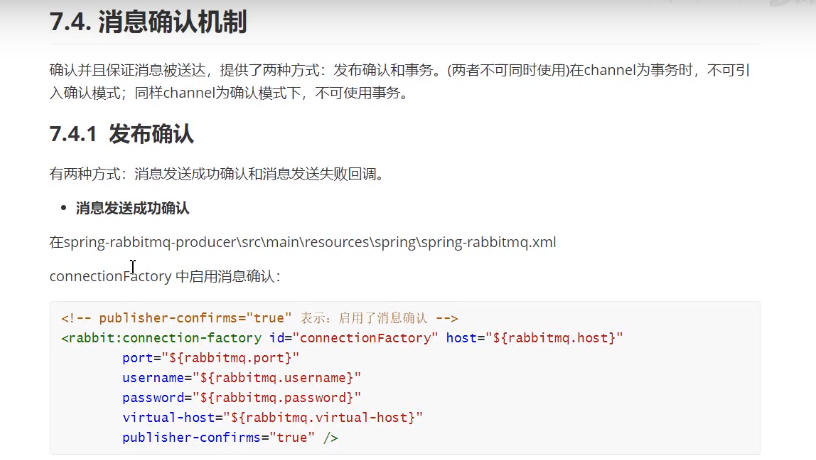 7.4. 消息确认机制
确认并且保证消息被送达，提供了两种方式：发布确认和事务。(两者不可同时使用)在channel为事务时，不可引
入确认模式；同样channel为确认模式下，不可使用事务。
7.4.1 发布确认
有两种方式：消息发送成功确认和消息发送失败回调。
• 消息发送成功确认
在spring-rabbitmq-producer\src\main\resources\spring\spring-rabbitmq.xml
connectionFactory 中启用消息确认：
<!-- publisher-confirms="true" 表示：启用了消息确认 -->
<rabbit:connection-factory id="connectionFactory" host="${rabbitmq.host}"
port="${rabbitmq.port}"
username="${rabbitmq.username}"
password="${rabbitmq.password}"
virtual-host="${rabbitmq.virtual-host}"
publisher-confirms="true" />